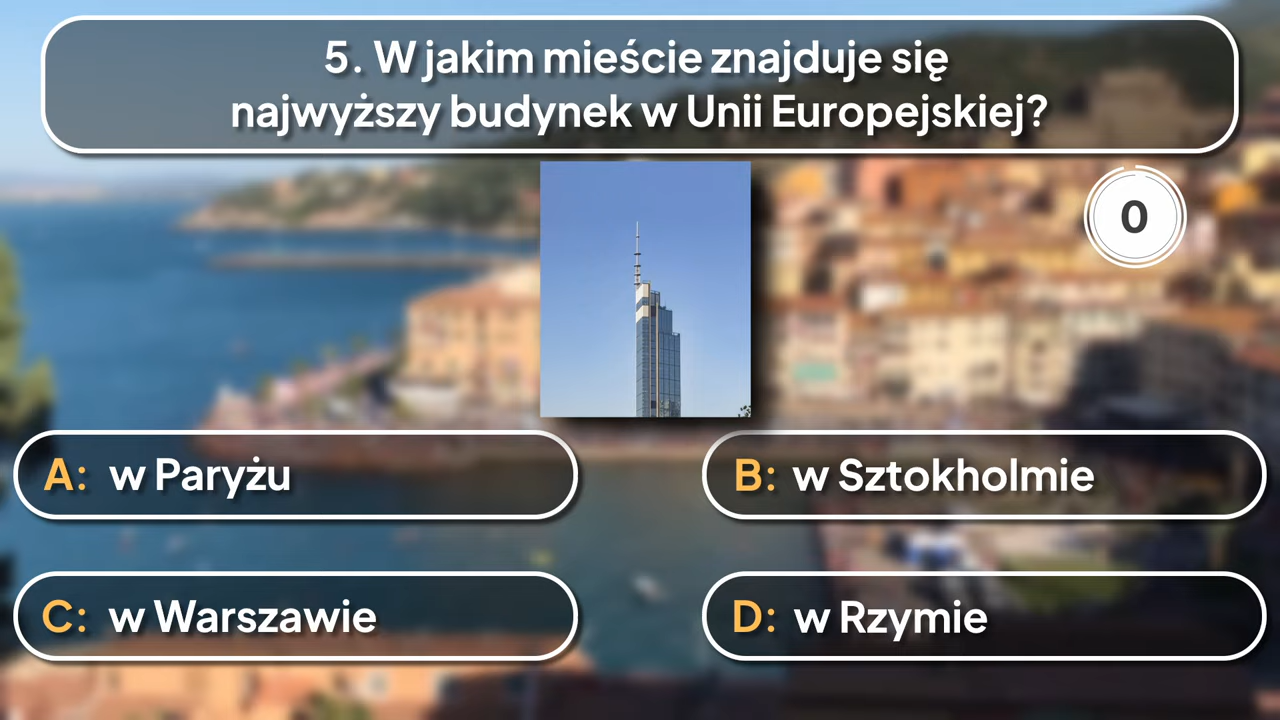 5. W jakim mieście znajduje się
najwyższy budynek w Unii Europejskiej?
0
A: w Paryżu
B: w Sztokholmie
C: w Warszawie
D: w Rzymie